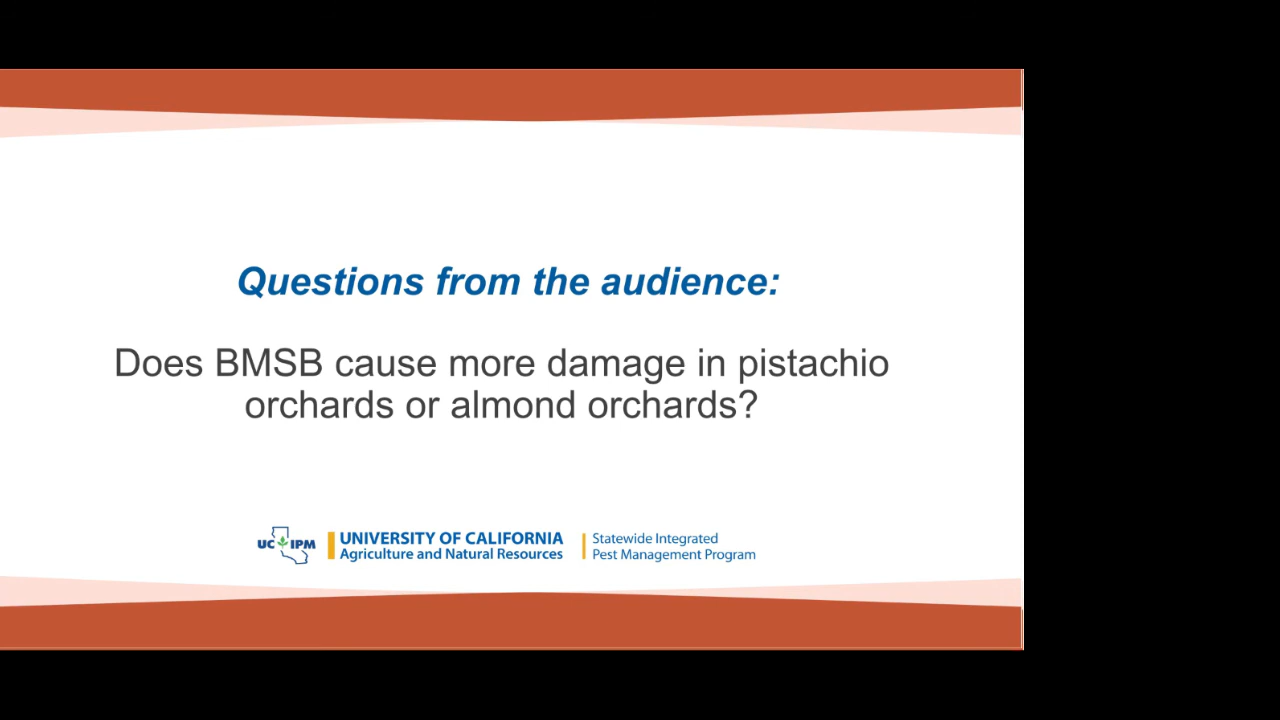 Questions from the audience:
Does BMSB cause more damage in pistachio
orchards or almond orchards?
UC IPM
UNIVERSITY OF CALIFORNIA
Agriculture and Natural Resources
Statewide Integrated
Pest Management Program